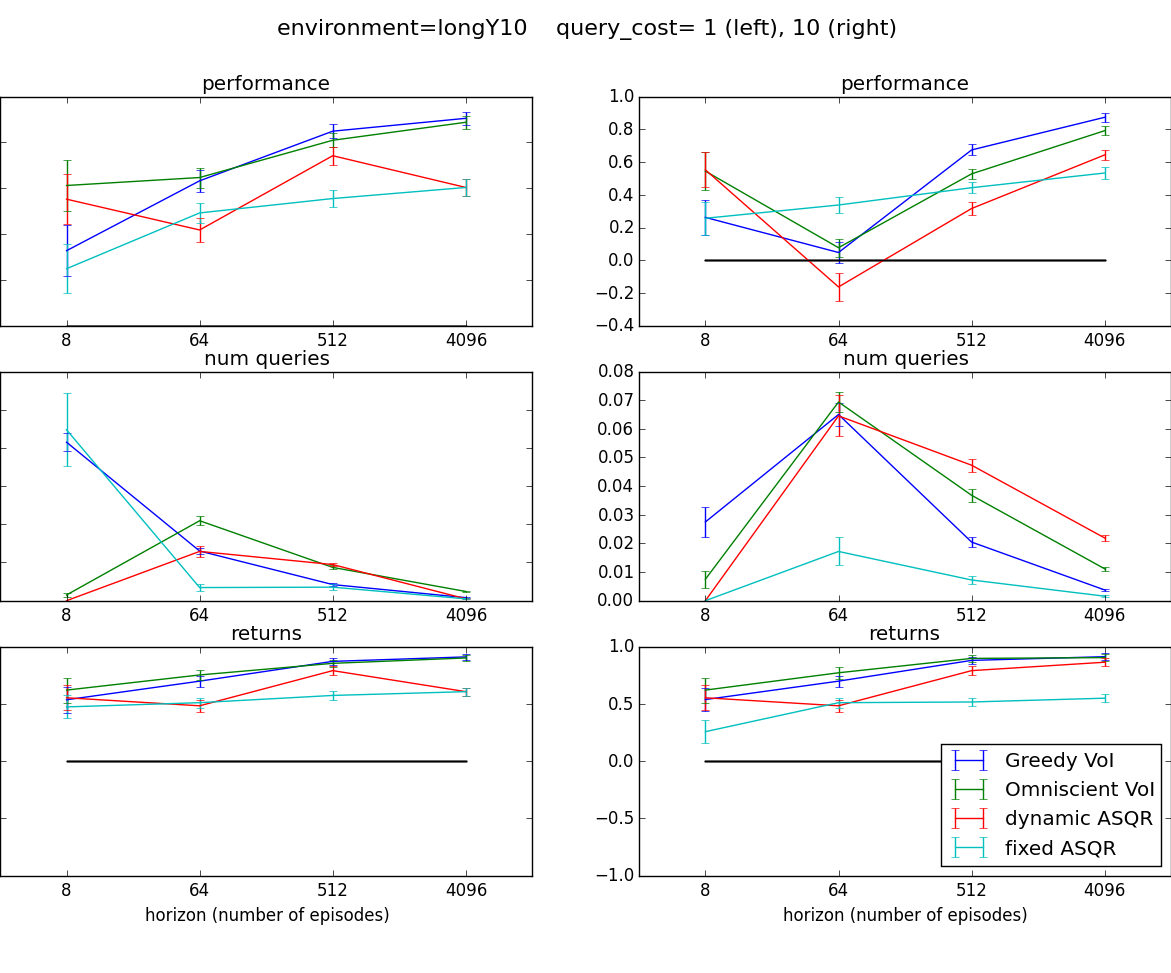 environment=longY10    query_cost= 1 (left), 10 (right)
performance
8 64 512 4096
performance
1.0
0.8
0.6
0.4
0.2
0.0
−0.2
−0.4
8 64 512 4096
num queries
8 64 512 4096
num queries
0.08
0.07
0.06
0.05
0.04
0.03
0.02
0.01
0.00
8 64 512 4096
returns
8 64 512 4096
horizon (number of episodes)
returns
1.0
0.5
0.0
−0.5
−1.0
Greedy VoI
Omniscient VoI
dynamic ASQR
fixed ASQR
8 64 512 4096
horizon (number of episodes)